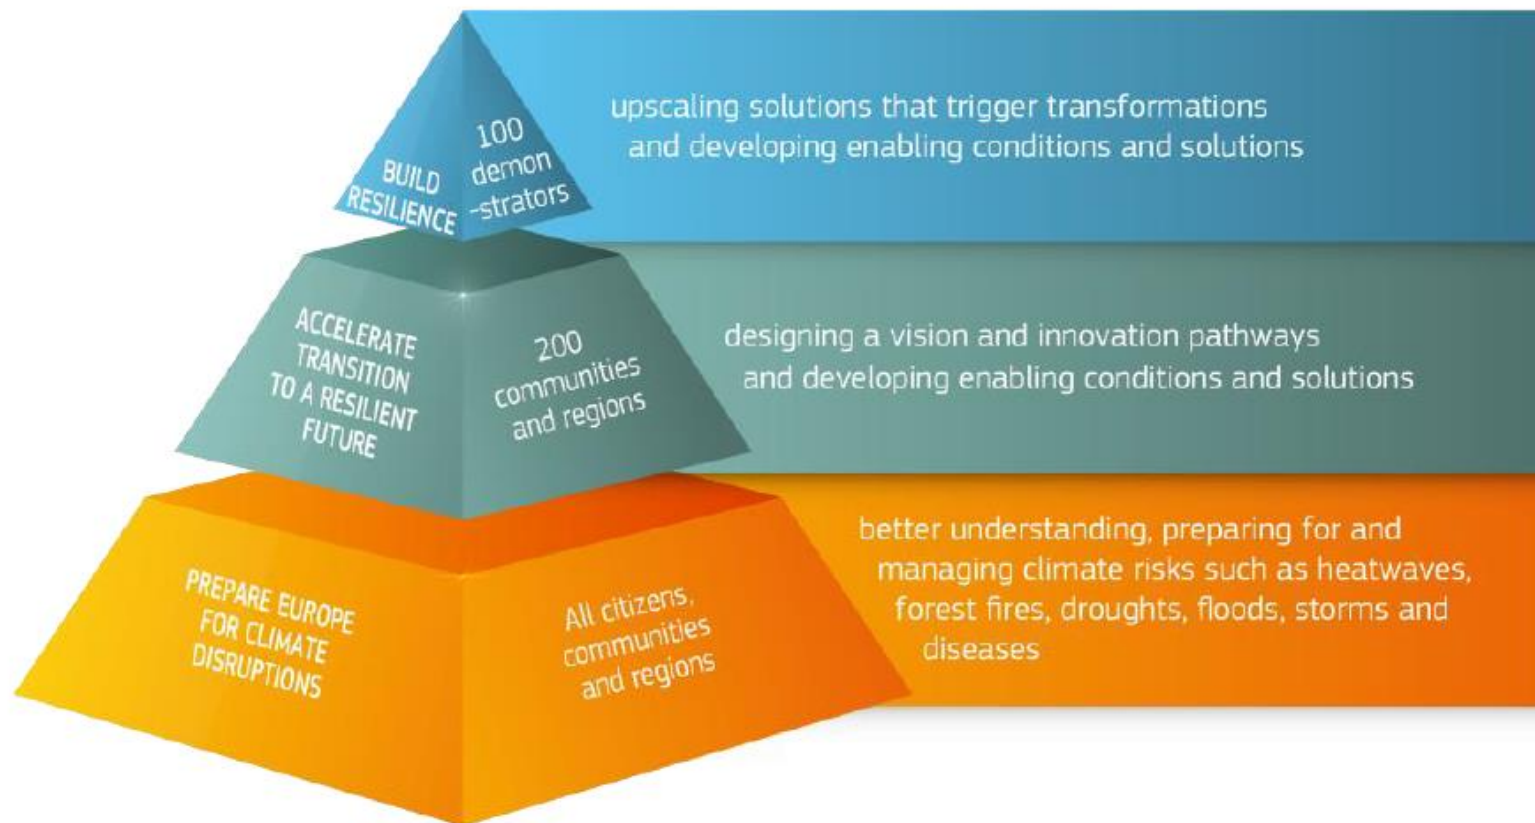 BUILD
RESILIENCE
100
demon
-strators
upscaling solutions that trigger transformations
and developing enabling conditions and solutions
ACCELERATE
TRANSITION
TO A RESILIENT
FUTURE
200
communities
and regions
designing a vision and innovation pathways
and developing enabling conditions and solutions
PREPARE EUROPE
FOR CLIMATE
DISRUPTIONS
All citizens,
communities
and regions
better understanding, preparing for and
managing climate risks such as heatwaves,
forest fires, droughts, floods, storms and
diseases